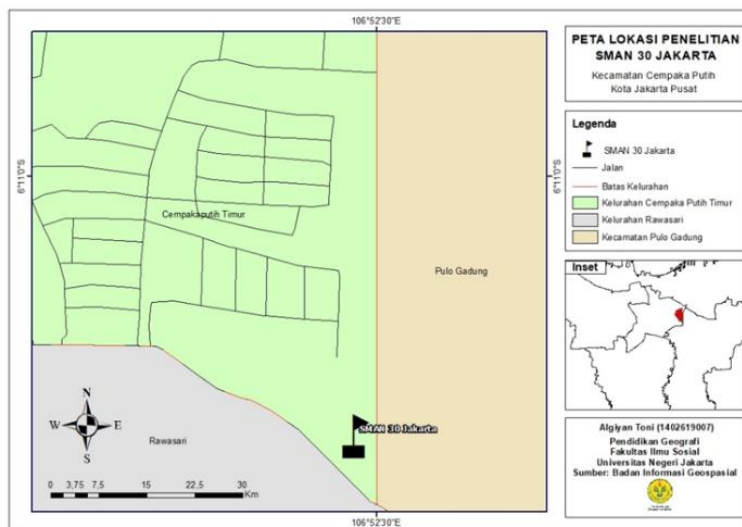 106°52'30"E
6°11'0"S
6°11'0"S
Cempakaputih Timur
Pulo Gadung
SMAN 30 Jakarta
Rawasari
N
W E
S
0 3,75 7,5 15 22,5 30
Km
106°52'30"E
PETA LOKASI PENELITIAN
SMAN 30 JAKARTA
Kecamatan Cempaka Putih
Kota Jakarta Pusat
Legenda
SMAN 30 Jakarta
Jalan
Batas Kelurahan
Kelurahan Cempaka Putih Timur
Kelurahan Rawasari
Kecamatan Pulo Gadung
Inset
Algiyan Toni (1402619007)
Pendidikan Geografi
Fakultas Ilmu Sosial
Universitas Negeri Jakarta
Sumber: Badan Informasi Geospasial